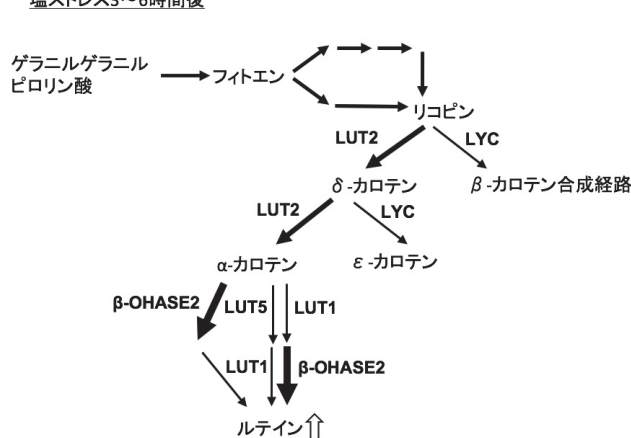 塩ストレス3～6時間後
ゲラニルゲラニル
ピロリン酸
フィトエン
リコピン
LUT2
LYC
δ-カロテン
β-カロテン合成経路
LUT2
LYC
α-カロテン
ε-カロテン
β-OHASE2
LUT5
LUT1
LUT1
β-OHASE2
ルテイン⇧